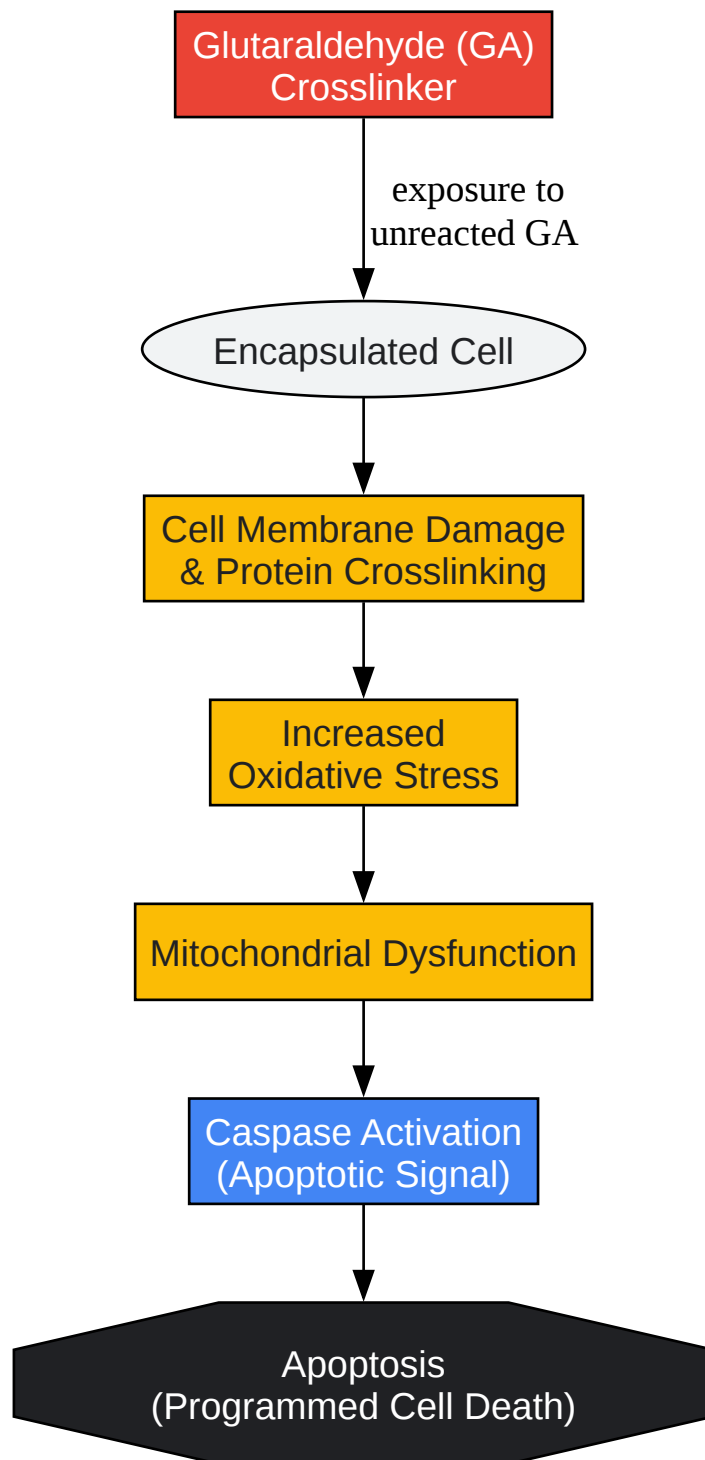 Glutaraldehyde (GA)
Crosslinker
exposure to
unreacted GA
Encapsulated Cell
Cell Membrane Damage
& Protein Crosslinking
Increased
Oxidative Stress
Mitochondrial Dysfunction
Caspase Activation
(Apoptotic Signal)
Apoptosis
(Programmed Cell Death)